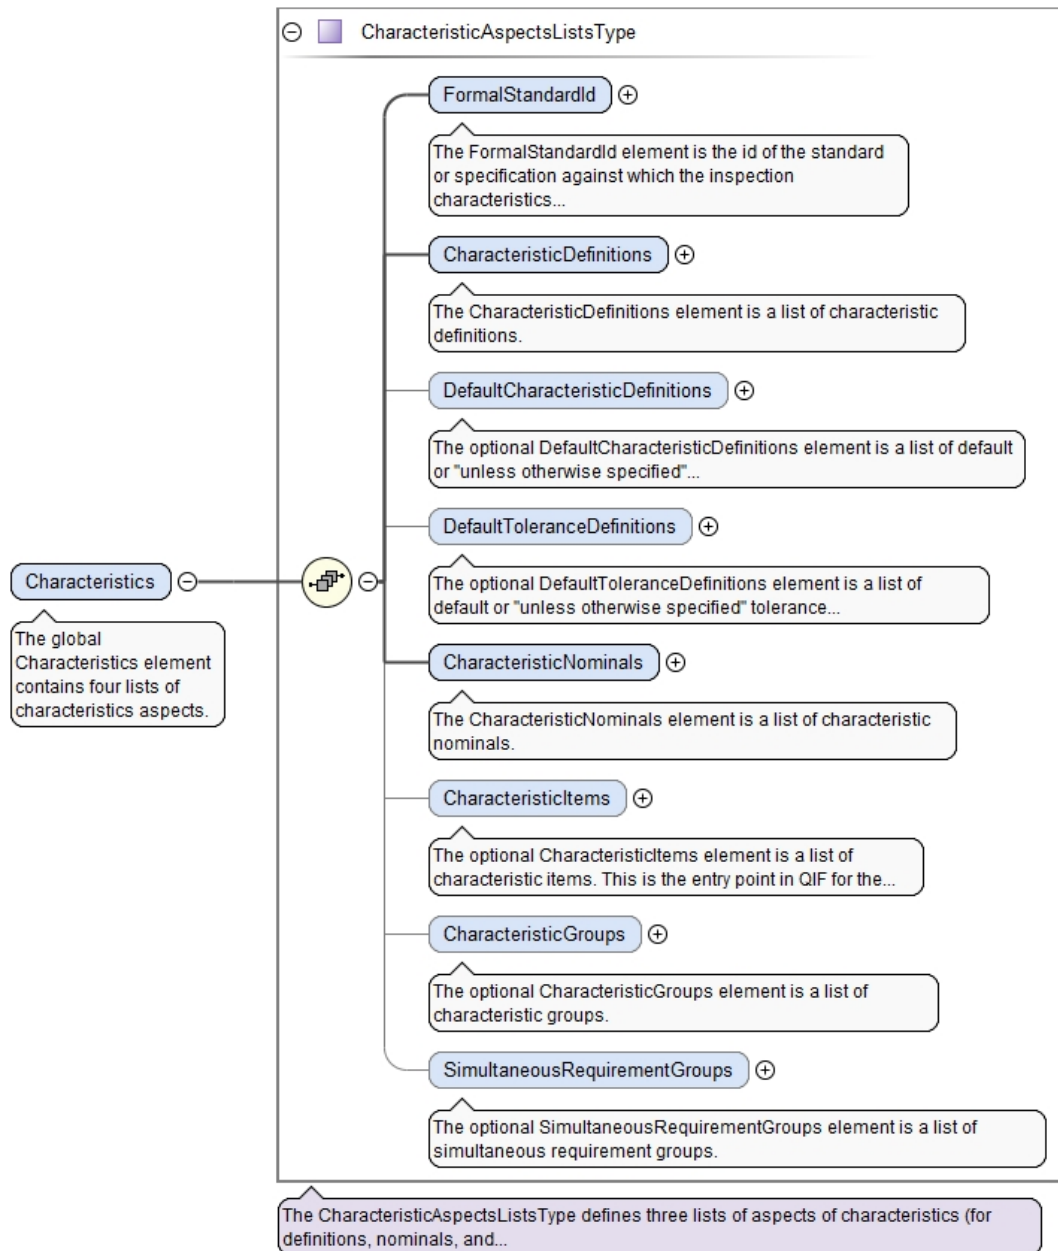 CharacteristicAspectsListsType
FormalStandardId
The FormalStandardId element is the id of the standard
or specification against which the inspection
characteristics...
CharacteristicDefinitions
The CharacteristicDefinitions element is a list of characteristic
definitions.
DefaultCharacteristicDefinitions
The optional DefaultCharacteristicDefinitions element is a list of default
or "unless otherwise specified"...
DefaultToleranceDefinitions
The optional DefaultToleranceDefinitions element is a list of
default or "unless otherwise specified" tolerance...
Characteristics
The global
Characteristics element
contains four lists of
characteristics aspects.
CharacteristicNominals
The CharacteristicNominals element is a list of characteristic
nominals.
CharacteristicItems
The optional CharacteristicItems element is a list of
characteristic items. This is the entry point in QIF for the...
CharacteristicGroups
The optional CharacteristicGroups element is a list of
characteristic groups.
SimultaneousRequirementGroups
The optional SimultaneousRequirementGroups element is a list of
simultaneous requirement groups.
The CharacteristicAspectsListsType defines three lists of aspects of characteristics (for
definitions, nominals, and...